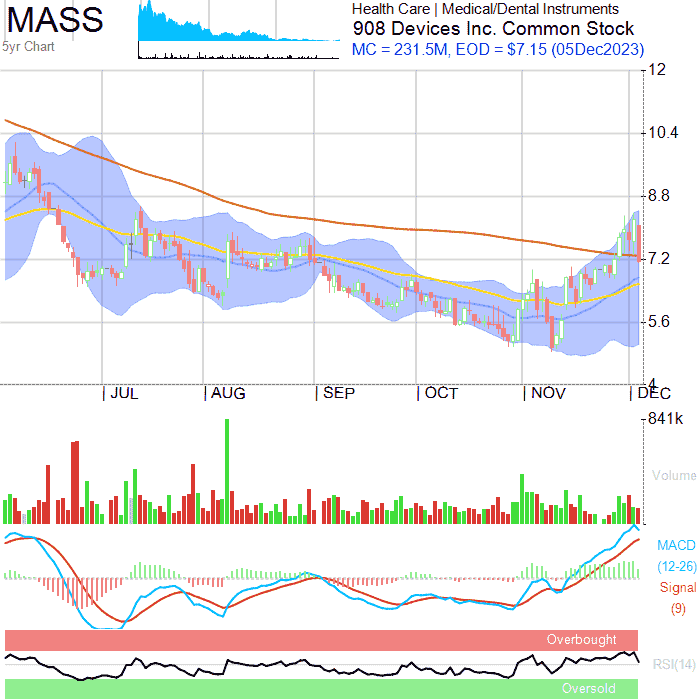 MASS
5yr Chart
Health Care | Medical/Dental Instruments
908 Devices Inc. Common Stock
MC = 231.5M, EOD = $7.15 (05Dec2023)
12
10.4
8.8
7.2
5.6
4
JUL
AUG
SEP
OCT
NOV
DEC
841k
Volume
MACD
(12-26)
Signal
(9)
Overbought
RSI(14)
Oversold